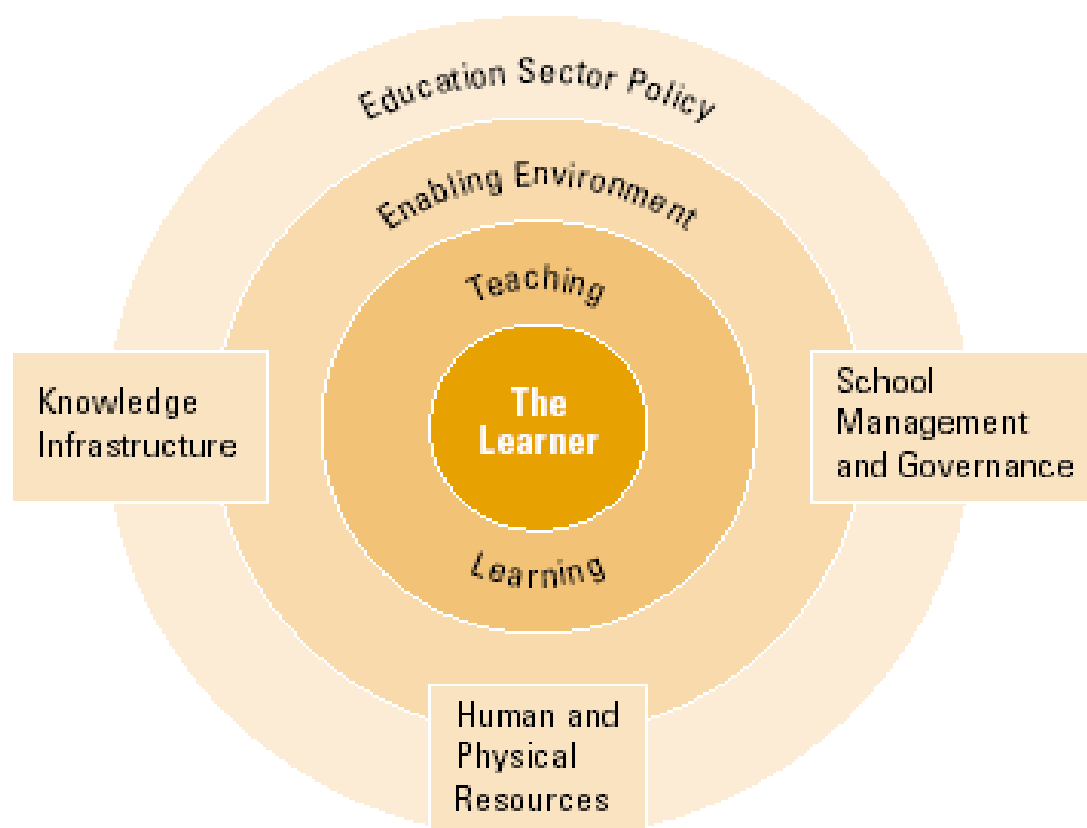 Education Sector Policy
Enabling Environment
Teaching
The
Learner
Knowledge
Infrastructure
School
Management
and Governance
Learning
Human and
Physical
Resources